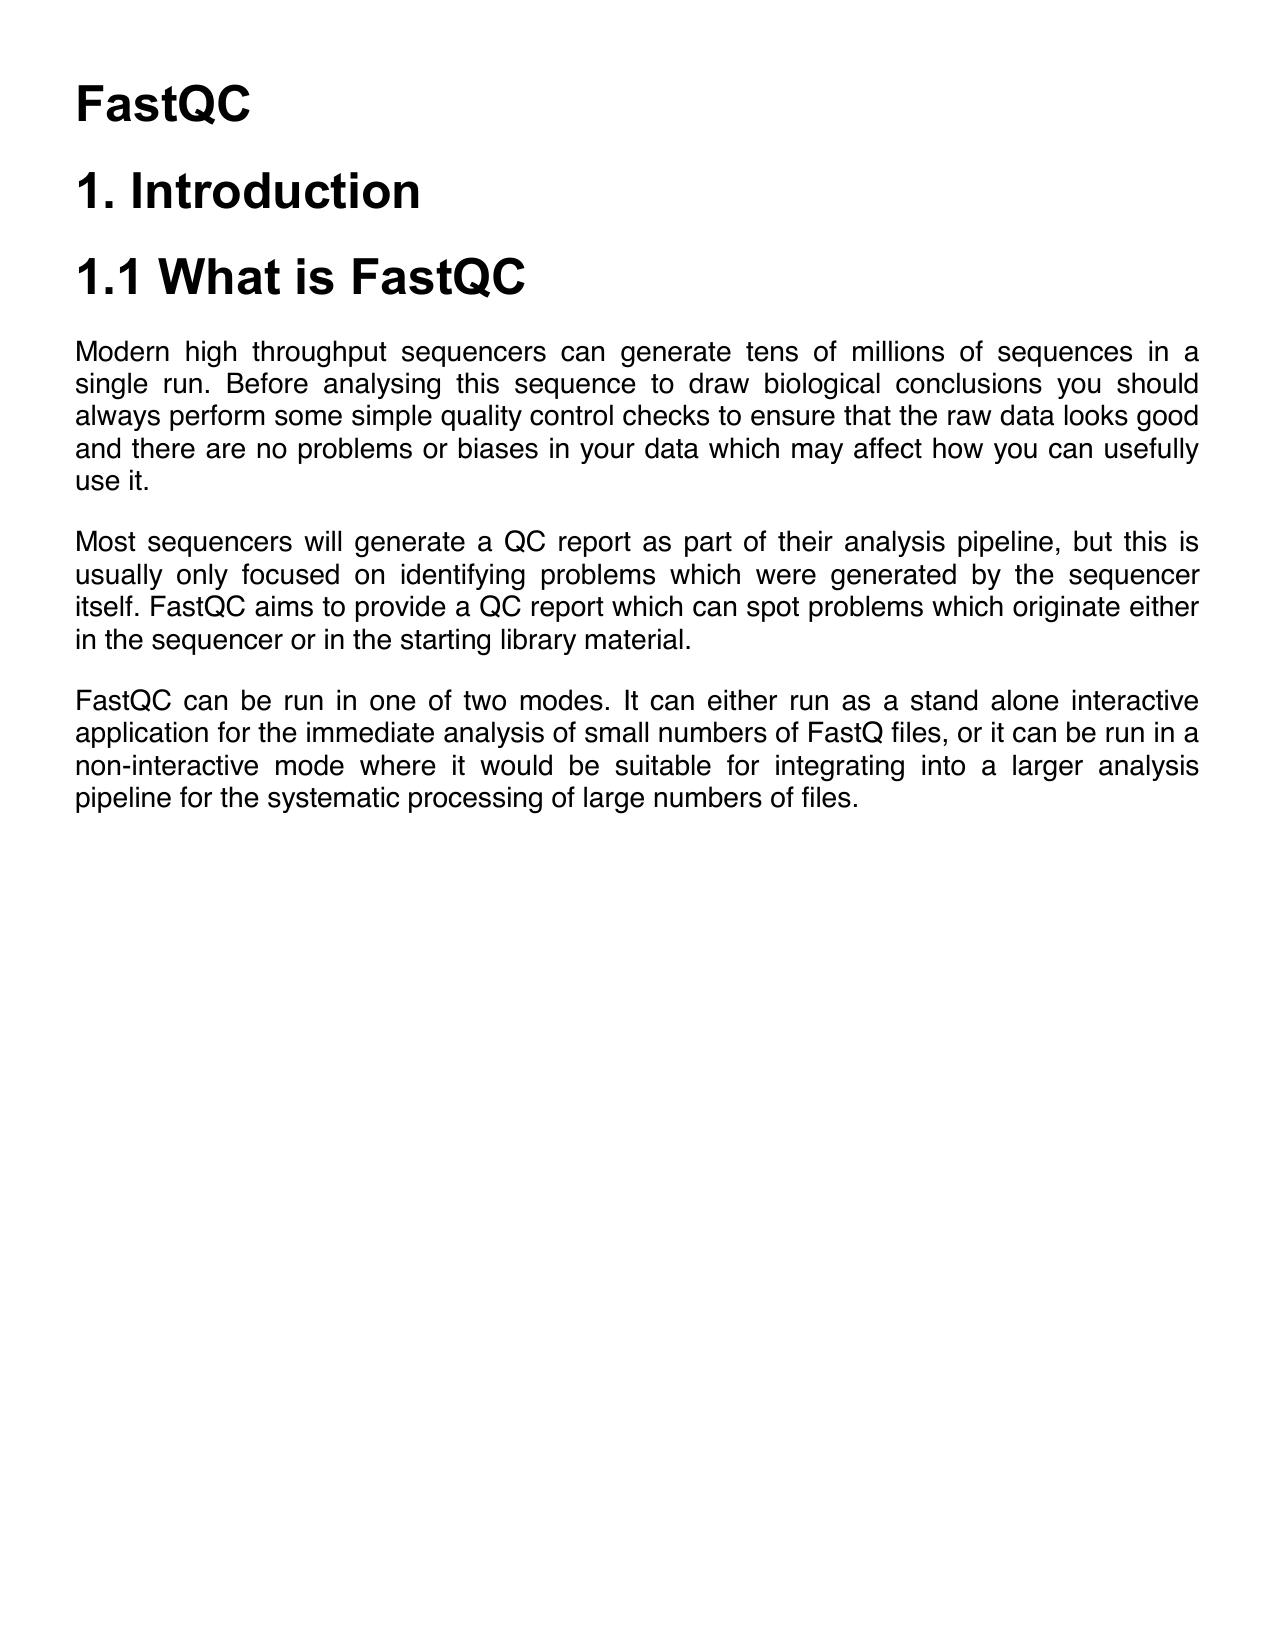 FastQC
1. Introduction
1.1 What is FastQC
Modern high throughput sequencers can generate tens of millions of sequences in a
single run. Before analysing this sequence to draw biological conclusions you should
always perform some simple quality control checks to ensure that the raw data looks good
and there are no problems or biases in your data which may affect how you can usefully
use it.
Most sequencers will generate a QC report as part of their analysis pipeline, but this is
usually only focused on identifying problems which were generated by the sequencer
itself. FastQC aims to provide a QC report which can spot problems which originate either
in the sequencer or in the starting library material.
FastQC can be run in one of two modes. It can either run as a stand alone interactive
application for the immediate analysis of small numbers of FastQ files, or it can be run in a
non-interactive mode where it would be suitable for integrating into a larger analysis
pipeline for the systematic processing of large numbers of files.